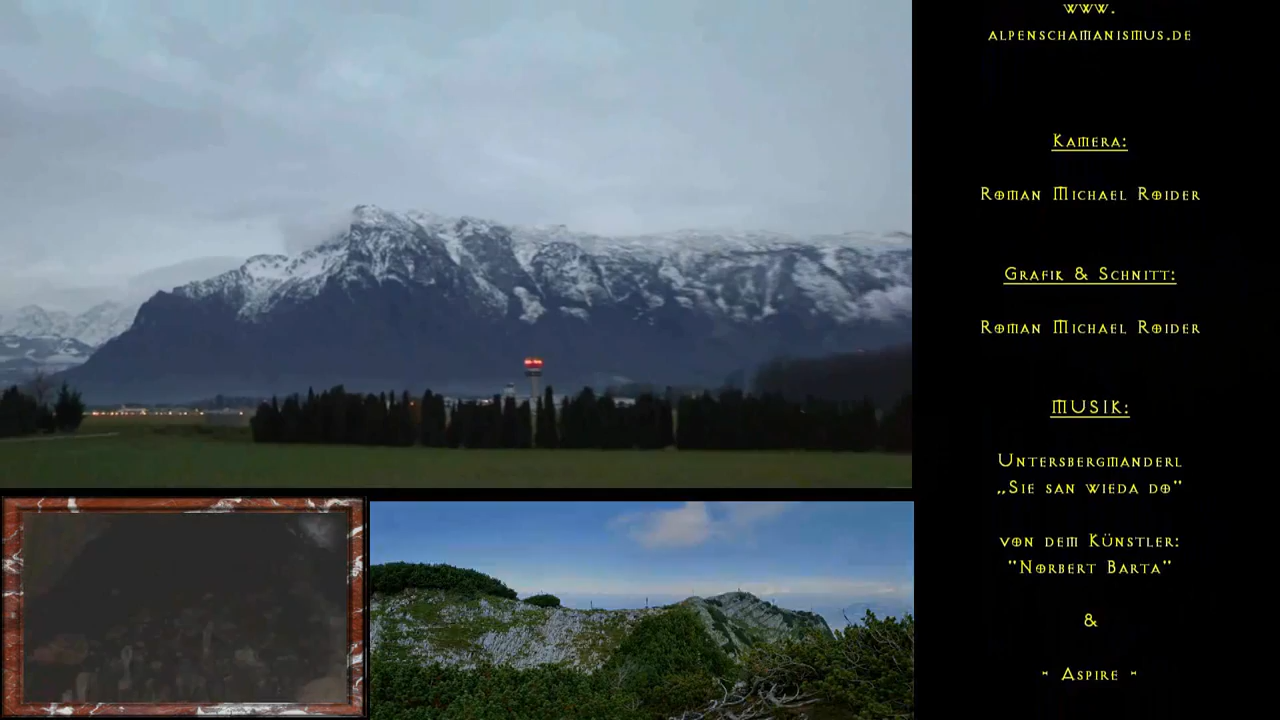 www.
alpenschamanismus.de
Kamera:
Roman Michael Roider
Grafik & Schnitt:
Roman Michael Roider
MUSIK:
Untersbergmanderl
„Sie san wieda do"
von dem Künstler:
"Norbert Barta"
&
- Aspire -